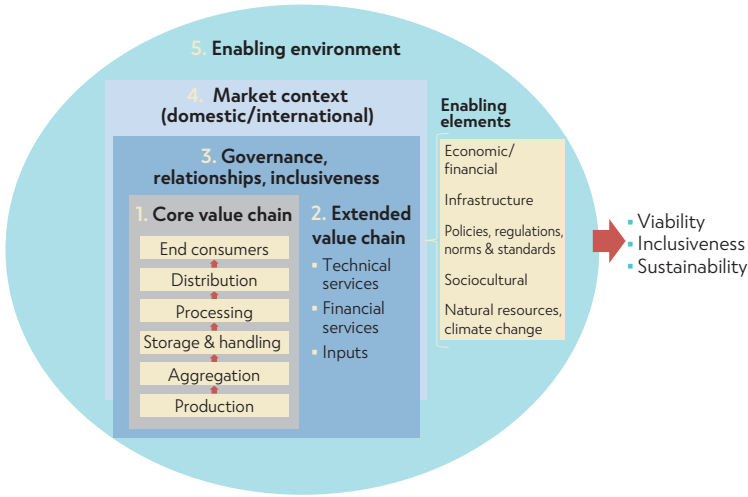 5. Enabling environment
4. Market context
(domestic/international)
3. Governance,
relationships, inclusiveness
1. Core value chain
End consumers
Distribution
Processing
Storage & handling
Aggregation
Production
2. Extended
value chain
▪ Technical
services
▪ Financial
services
▪ Inputs
Enabling
elements
Economic/
financial
Infrastructure
Policies, regulations,
norms & standards
Sociocultural
Natural resources,
climate change
▪ Viability
▪ Inclusiveness
▪ Sustainability